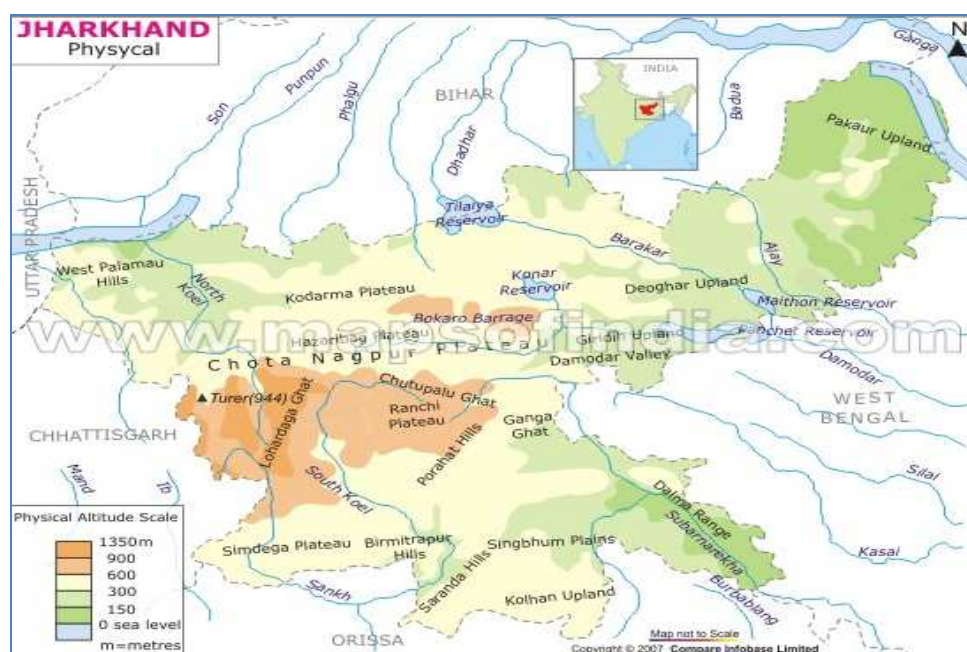 JHARKHAND
Physycal
N
Ganga
INDIA
Son
Punpun
Phalgu
BIHAR
Dhadhar
Badua
Pakaur Upland
UTTAR PRADESH
Tilaiya
Reservoir
Barakar
Ajay
West Palamau
Hills
North
Koel
Kodarma Plateau
Konar
Reservoir
Deoghar Upland
Maithon Reservoir
Bokaro Barrage
www.mapsofindia.com
Hazaribag Plateau
Giridih Upland
Panchet Reservoir
Chota Nagpur Plateau
Damodar Valley
Damodar
Turer(944)
Lohardaga Ghat
Chutupalu Ghat
Ranchi
Plateau
Ganga
Ghat
WEST
BENGAL
CHHATTISGARH
Porahat Hills
Mand
Ib
South Koel
Silai
Dalma Range
Subarnarekha
Physical Altitude Scale
1350m
900
600
300
150
0 sea level
m=metres
Simdega Plateau
Birmitrapur
Hills
Singbhum Plains
Kasai
Sankh
Saranda Hills
Kolhan Upland
Burbabiang
ORISSA
Map not to Scale
Copyright © 2007 Compare Infobase Limited